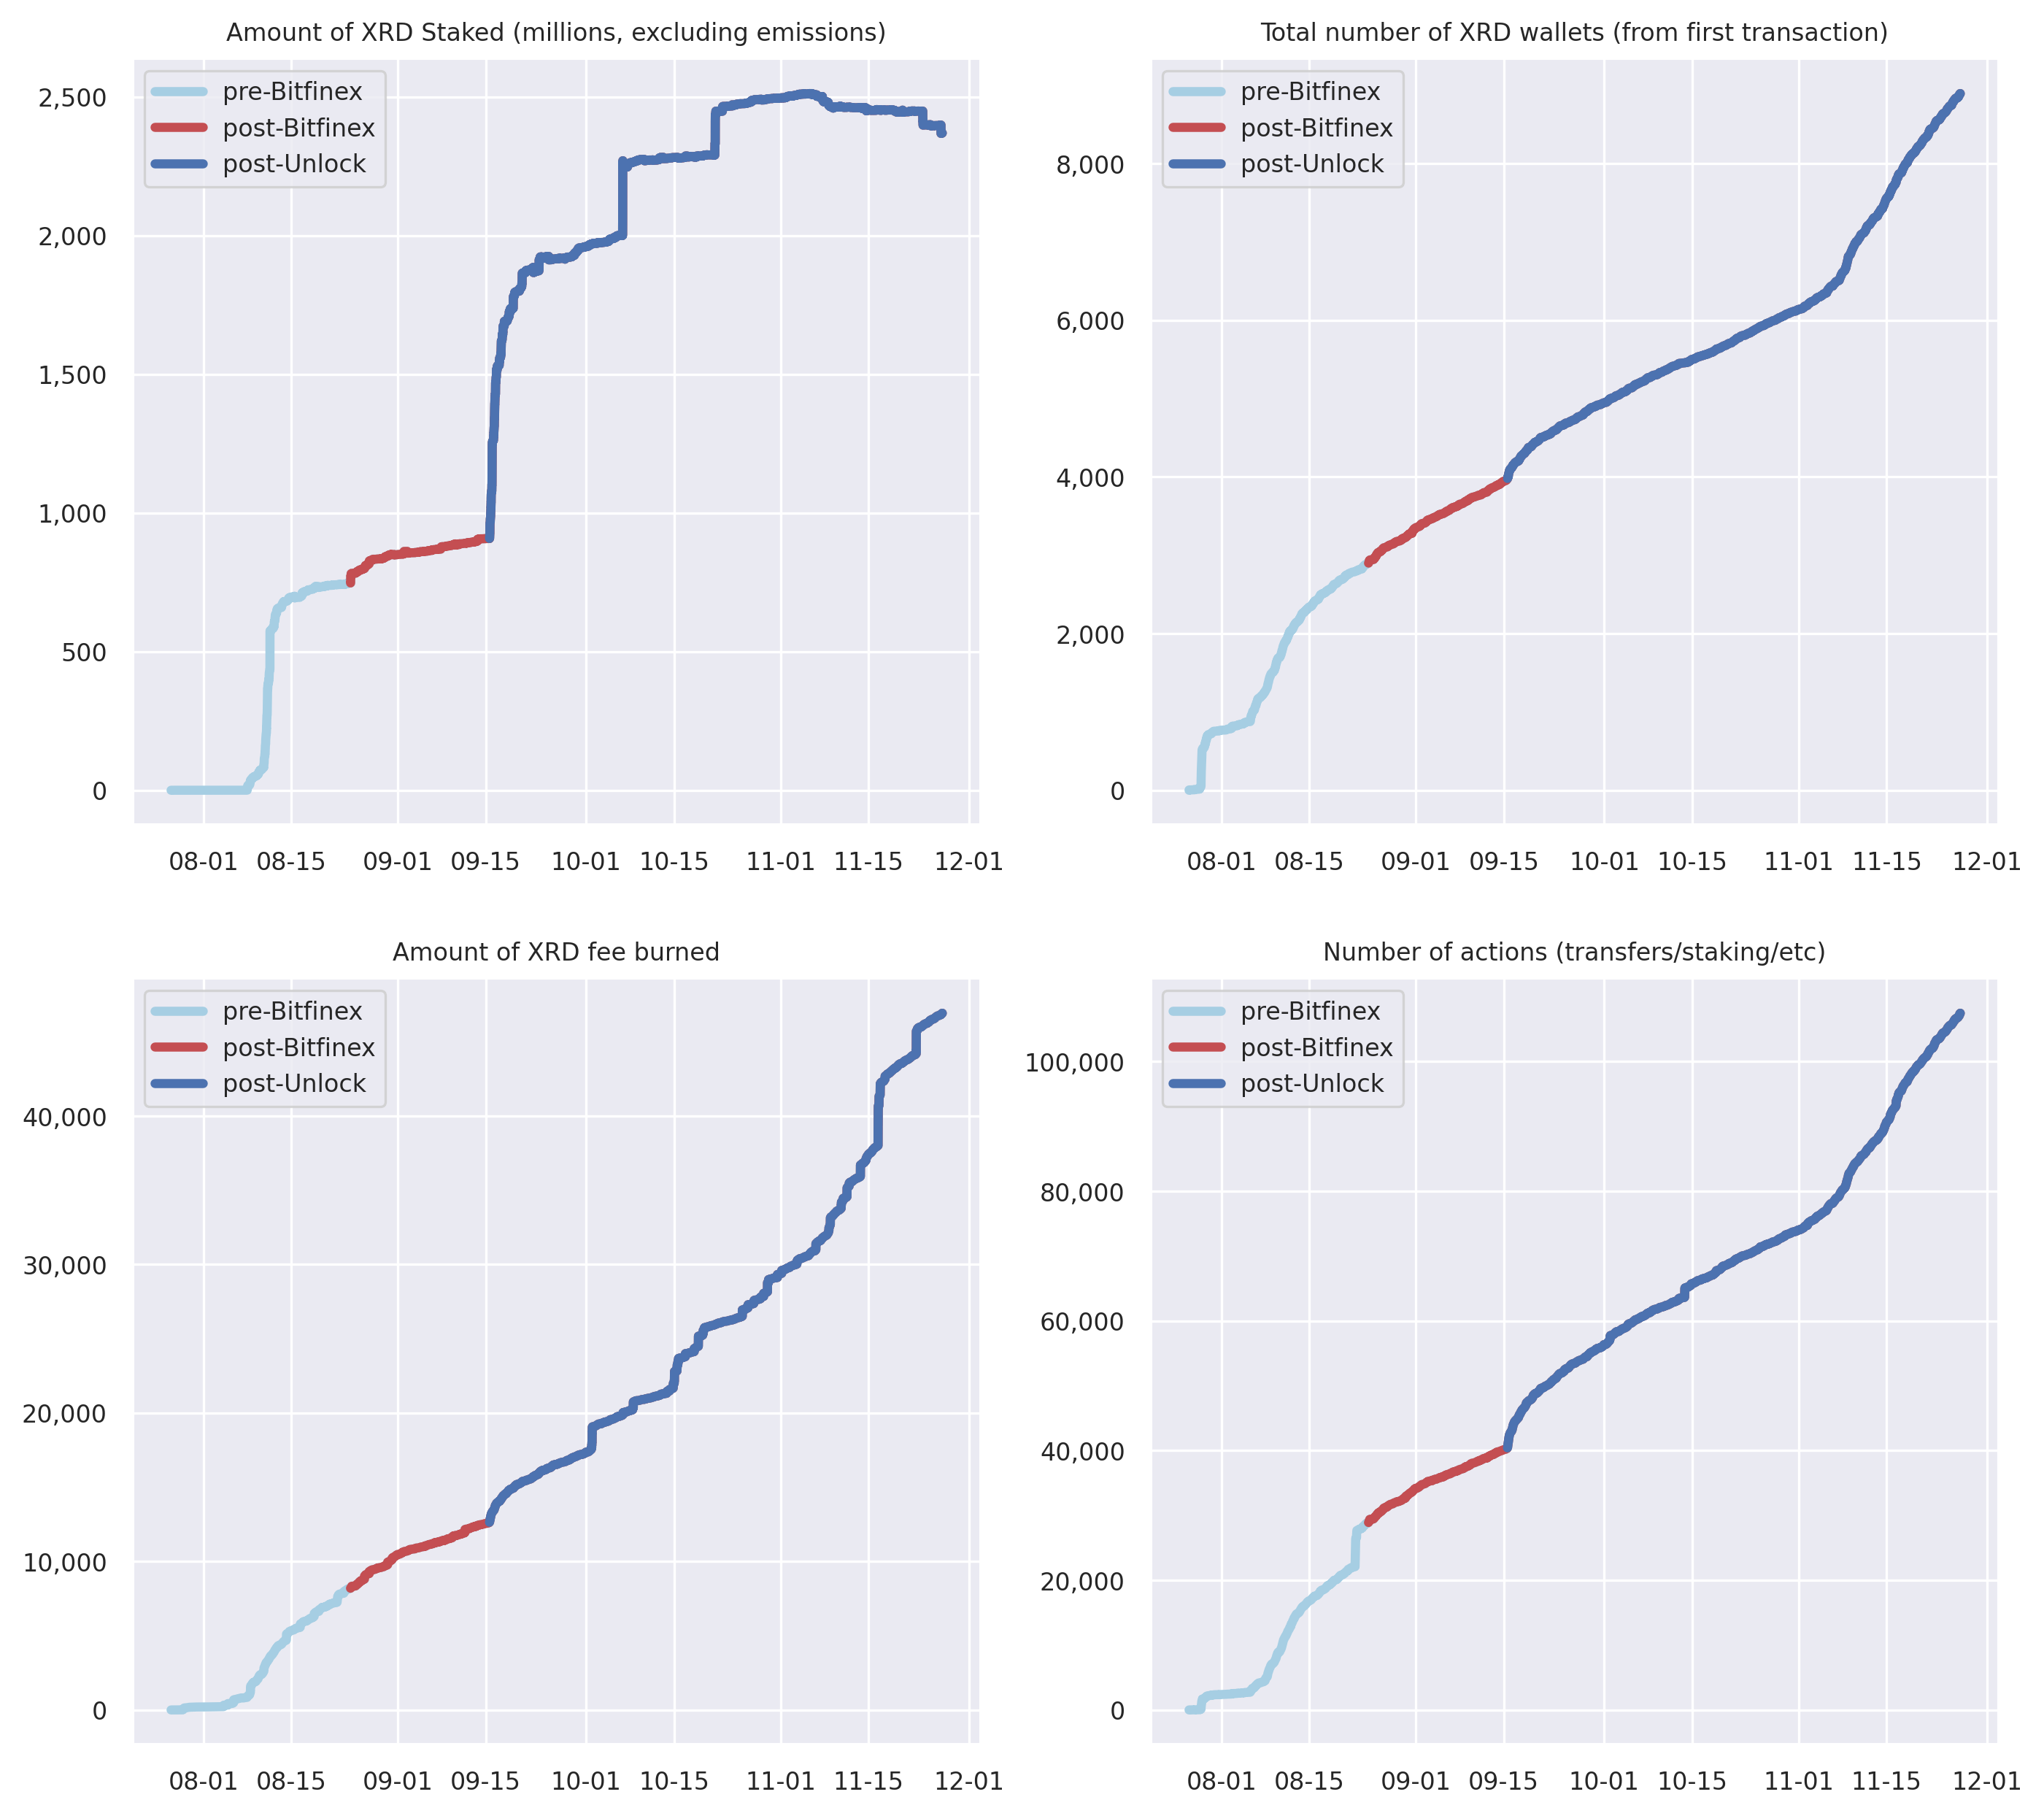 Amount of XRD Staked (millions, excluding emissions)
pre-Bitfinex
post-Bitfinex
post-Unlock
2,500
2,000
1,500
1,000
500
0
08-01 08-15 09-01 09-15 10-01 10-15 11-01 11-15 12-01
Total number of XRD wallets (from first transaction)
pre-Bitfinex
post-Bitfinex
post-Unlock
8,000
6,000
4,000
2,000
0
08-01 08-15 09-01 09-15 10-01 10-15 11-01 11-15 12-01
Amount of XRD fee burned
pre-Bitfinex
post-Bitfinex
post-Unlock
40,000
30,000
20,000
10,000
0
08-01 08-15 09-01 09-15 10-01 10-15 11-01 11-15 12-01
Number of actions (transfers/staking/etc)
pre-Bitfinex
post-Bitfinex
post-Unlock
100,000
80,000
60,000
40,000
20,000
0
08-01 08-15 09-01 09-15 10-01 10-15 11-01 11-15 12-01